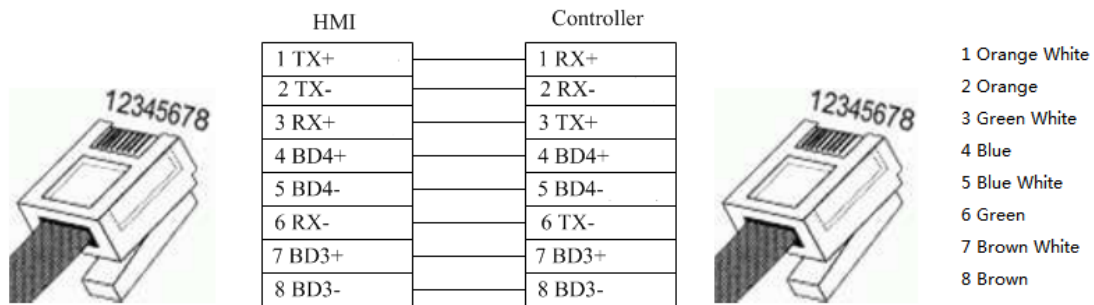 HMI
Controller
12345678
1 TX+
2 TX-
3 RX+
4 BD4+
5 BD4-
6 RX-
7 BD3+
8 BD3-
1 RX+
2 RX-
3 TX+
4 BD4+
5 BD4-
6 TX-
7 BD3+
8 BD3-
12345678
1 Orange White
2 Orange
3 Green White
4 Blue
5 Blue White
6 Green
7 Brown White
8 Brown